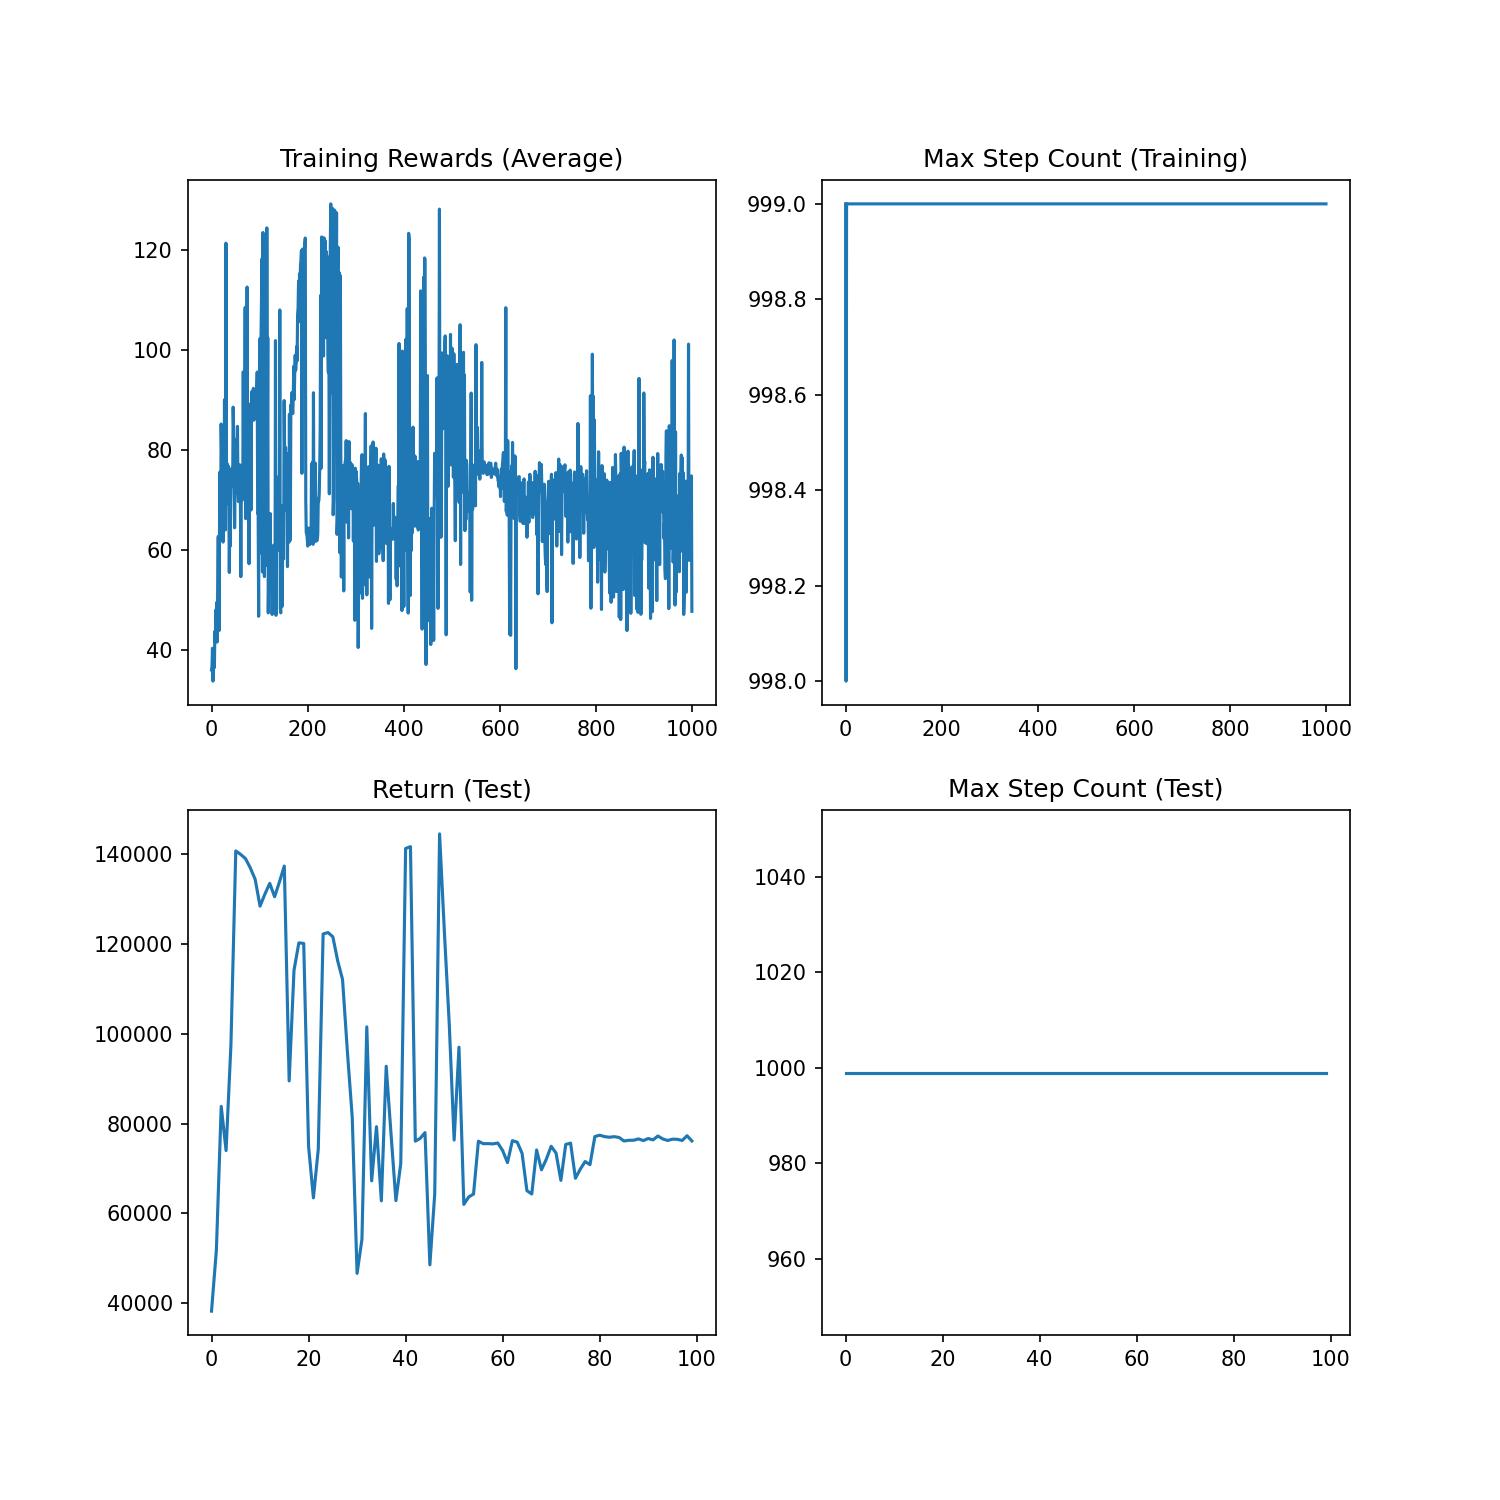 Training Rewards (Average)
Max Step Count (Training)
120
100
80
60
40
0 200 400 600 800 1000
999.0
998.8
998.6
998.4
998.2
998.0
0 200 400 600 800 1000
Return (Test)
Max Step Count (Test)
140000
120000
100000
80000
60000
40000
0 20 40 60 80 100
1040
1020
1000
980
960
0 20 40 60 80 100